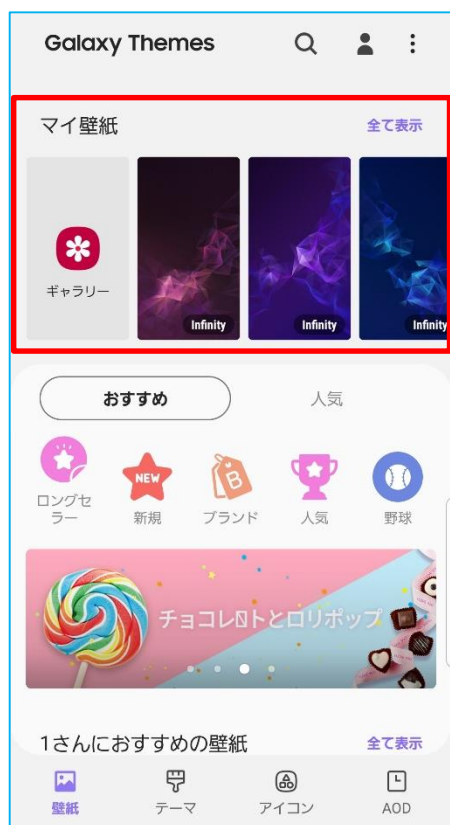 Galaxy Themes
マイ壁紙 全て表示
ギャラリー Infinity Infinity Infinity
おすすめ 人気
NEW B
ロングセ
ラー 新規 ブランド 人気 野球
チョコレ🅇トとロリポップ
1さんにおすすめの壁紙 全て表示
壁紙 テーマ アイコン AOD